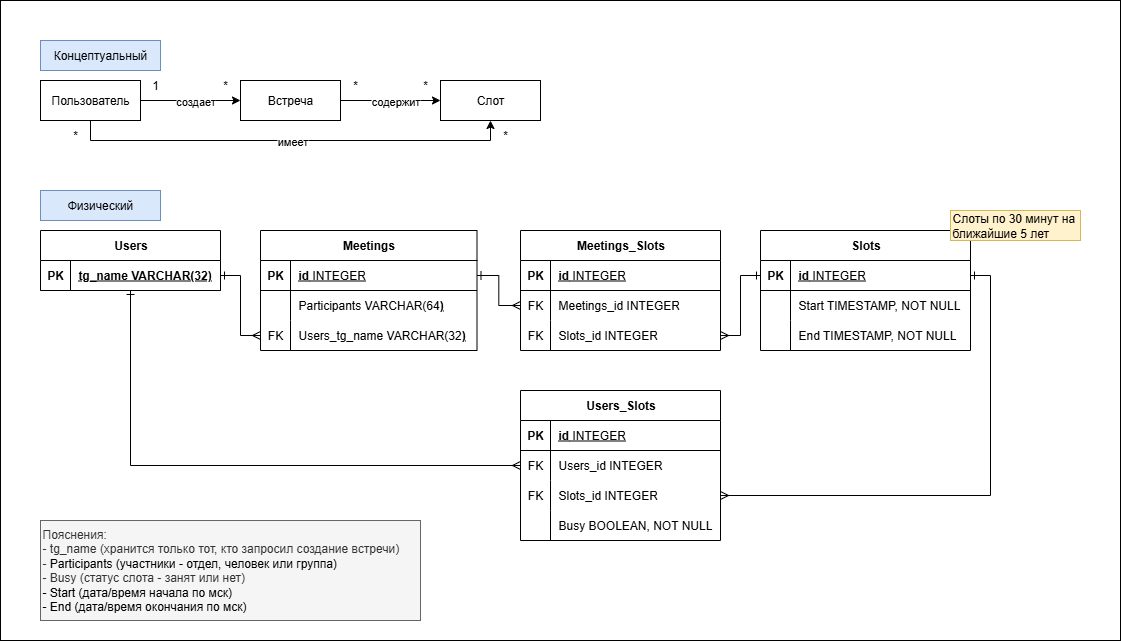 Концептуальный
Пользователь
1
*
создает
Встреча
*
*
содержит
Слот
*
*
имеет
Физический
Слоты по 30 минут на
ближайшие 5 лет
Users
PK tg_name VARCHAR(32)
Meetings
PK id INTEGER
Participants VARCHAR(64)
FK Users_tg_name VARCHAR(32)
Meetings_Slots
PK id INTEGER
FK Meetings_id INTEGER
FK Slots_id INTEGER
Slots
PK id INTEGER
Start TIMESTAMP, NOT NULL
End TIMESTAMP, NOT NULL
Users_Slots
PK id INTEGER
FK Users_id INTEGER
FK Slots_id INTEGER
Busy BOOLEAN, NOT NULL
Пояснения:
- tg_name (хранится только тот, кто запросил создание встречи)
- Participants (участники - отдел, человек или группа)
- Busy (статус слота - занят или нет)
- Start (дата/время начала по мск)
- End (дата/время окончания по мск)